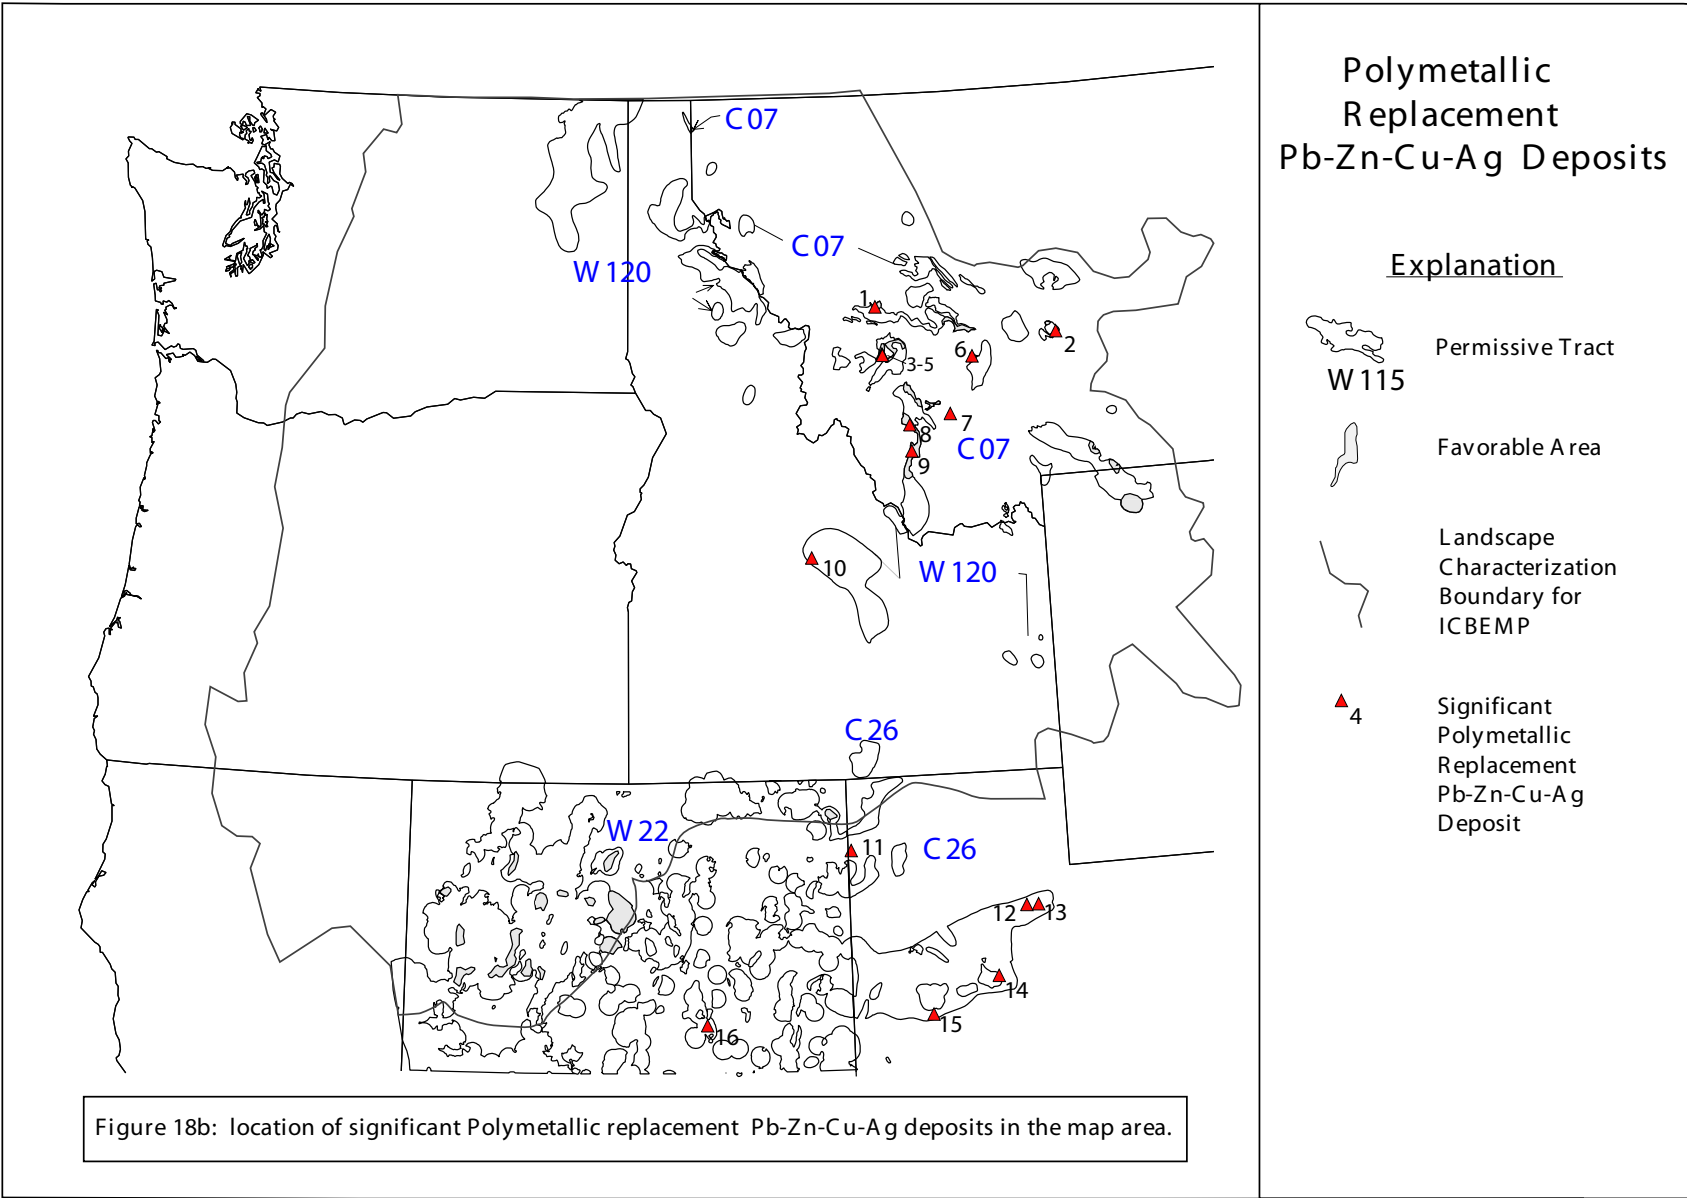 Polymetallic
Replacement
Pb-Zn-Cu-Ag Deposits
Explanation
Permissive Tract
W115
Favorable Area
Landscape
Characterization
Boundary for
ICBEMP
4
Significant
Polymetallic
Replacement
Pb-Zn-Cu-Ag
Deposit
C07
C07
W120
1
2
3-5
6
7
8
C07
9
10
W120
C26
W22
11
C26
12
13
14
15
16
Figure 18b: location of significant Polymetallic replacement Pb-Zn-Cu-Ag deposits in the map area.